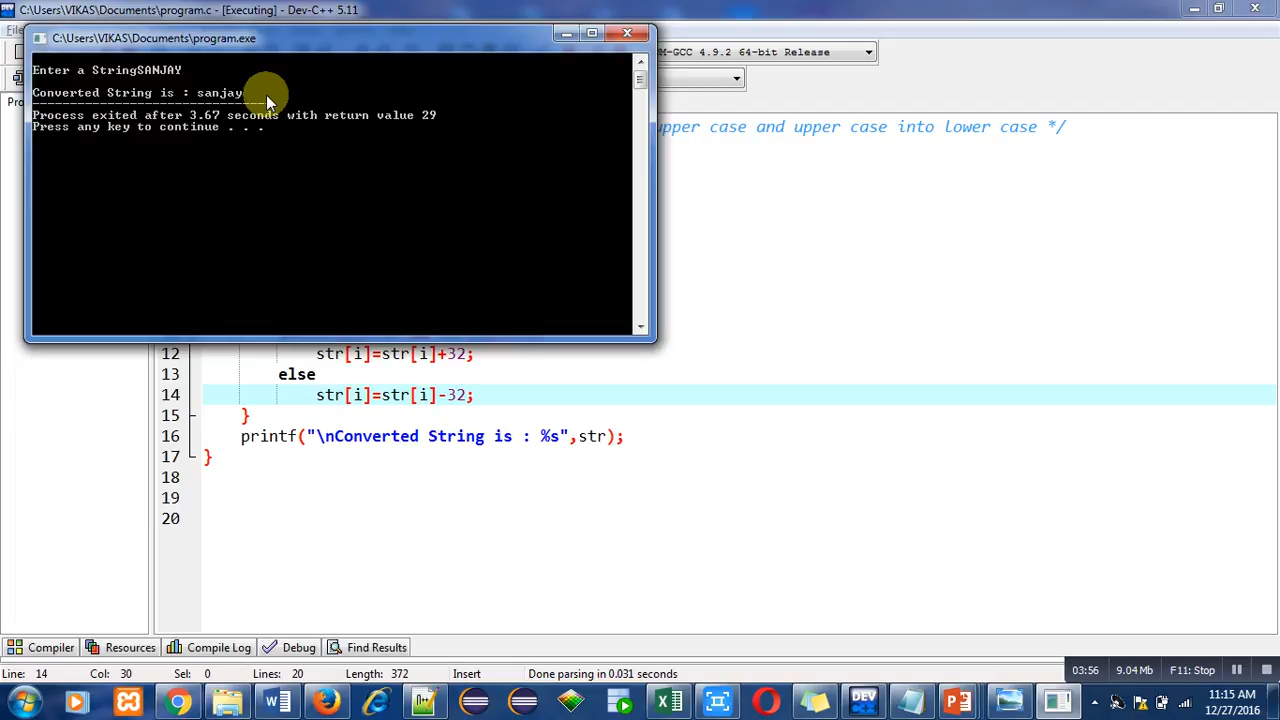 C:\Users\VIKAS\Documents\program.c - [Executing] - Dev-C++ 5.11
C:\Users\VIKAS\Documents\program.exe
M-GCC 4.9.2 64-bit Release
Enter a StringSANJAY
Converted String is : sanjay
--------------------------------
Process exited after 3.67 seconds with return value 29
Press any key to continue . . .
upper case and upper case into lower case */
12 str[i]=str[i]+32;
13 else
14 str[i]=str[i]-32;
15 }
16 printf("\nConverted String is : %s",str);
17 }
18
19
20
Compiler Resources Compile Log Debug Find Results
Line: 14 Col: 30 Sel: 0 Lines: 20 Length: 372 Insert Done parsing in 0.031 seconds
03:56 9.04 Mb F11: Stop
DEV
11:15 AM
12/27/2016